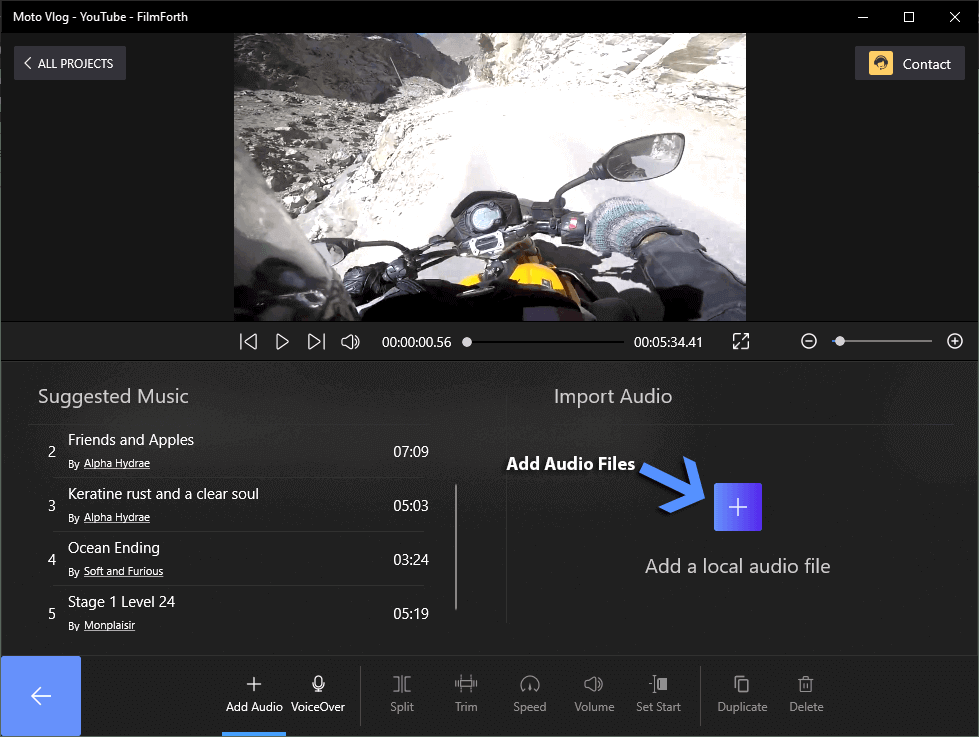 Moto Vlog - YouTube - FilmForth
ALL PROJECTS
Contact
00:00:00.56
00:05:34.41
Suggested Music
Import Audio
2
Friends and Apples
07:09
By Alpha Hydrae
3
Keratine rust and a clear soul
05:03
By Alpha Hydrae
4
Ocean Ending
03:24
By Soft and Furious
5
Stage 1 Level 24
05:19
By Monplaisir
Add Audio Files
Add a local audio file
Add Audio
VoiceOver
Split
Trim
Speed
Volume
Set Start
Duplicate
Delete